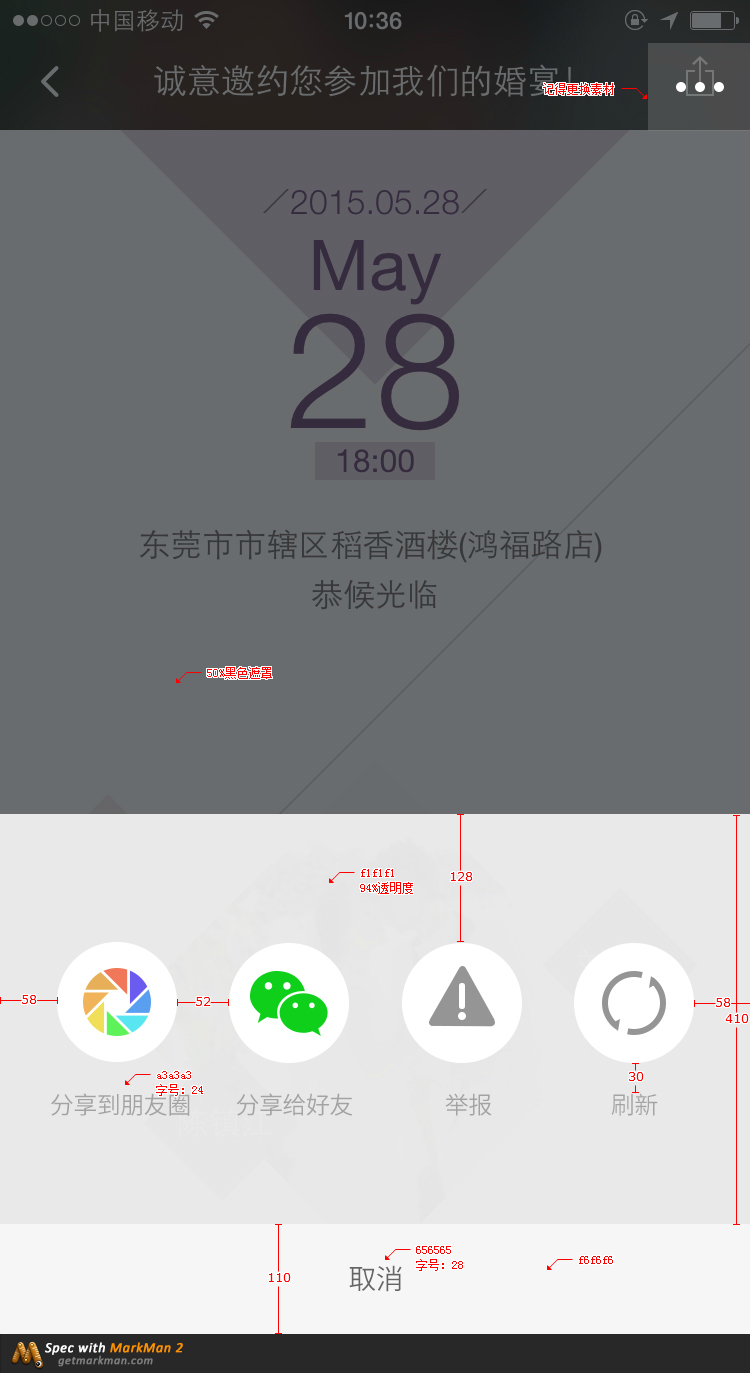 中国移动 10:36
诚意邀约您参加我们的婚宴!
记得更换素材
／2015.05.28／
May
28
18:00
东莞市市辖区稻香酒楼(鸿福路店)
恭候光临
50%黑色遮罩
128
f1f1f1
94%透明度
58
52
58
410
a3a3a3
字号：24
30
分享到朋友圈 分享给好友 举报 刷新
110
656565
字号：28
f6f6f6
取消
Spec with MarkMan 2
getmarkman.com